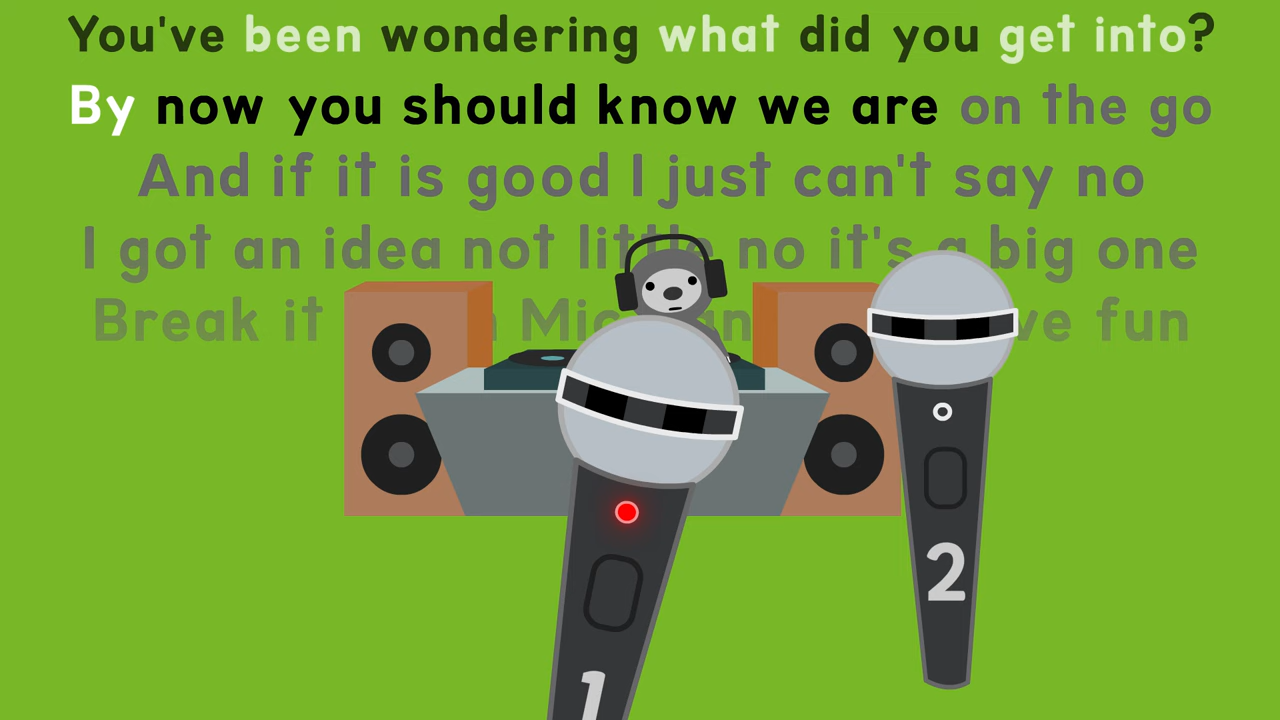 You've been wondering what did you get into?
By now you should know we are on the go
And if it is good I just can't say no
I got an idea not little no it's a big one
Break it fun
1
2